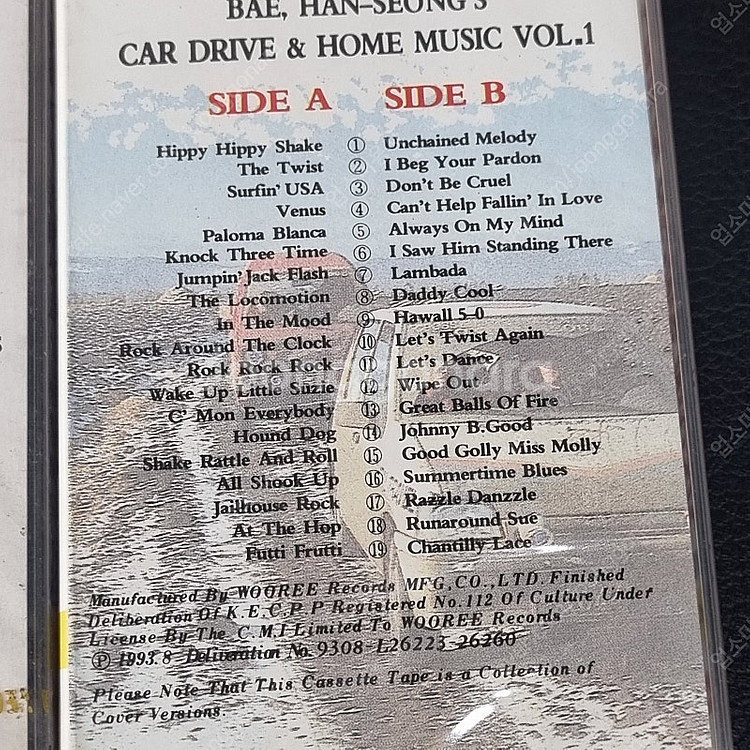 BAE, HAN-SEONG'S
CAR DRIVE & HOME MUSIC VOL.1
SIDE A SIDE B
Hippy Hippy Shake ① Unchained Melody
The Twist ② I Beg Your Pardon
Surfin' USA ③ Don't Be Cruel
Venus ④ Can't Help Fallin' In Love
Paloma Blanca ⑤ Always On My Mind
Knock Three Time ⑥ I Saw Him Standing There
Jumpin' Jack Flash ⑦ Lambada
The Locomotion ⑧ Daddy Cool
In The Mood ⑨ Hawall 5-0
Rock Around The Clock ⑩ Let's Twist Again
Rock Rock Rock ⑪ Let's Dance
Wake Up Little Suzie ⑫ Wipe Out
C' Mon Everybody ⑬ Great Balls Of Fire
Hound Dog ⑭ Johnny B.Good
Shake Rattle And Roll ⑮ Good Golly Miss Molly
All Shook Up ⑯ Summertime Blues
Jailhouse Rock ⑰ Razzle Danzzle
At The Hop ⑱ Runaround Sue
Futti Frutti ⑲ Chantilly Lace
Manufactured By WOOREE Records MFG.CO.,LTD. Finished
Deliberation Of K.E.C.P.P Registered No.112 Of Culture Under
License By The C.M.I Limited To WOOREE Records
Ⓟ 1993.8 Deliberation No. 9308-L26223-26260
Please Note That This Cassette Tape is a Collection of
Cover Versions.